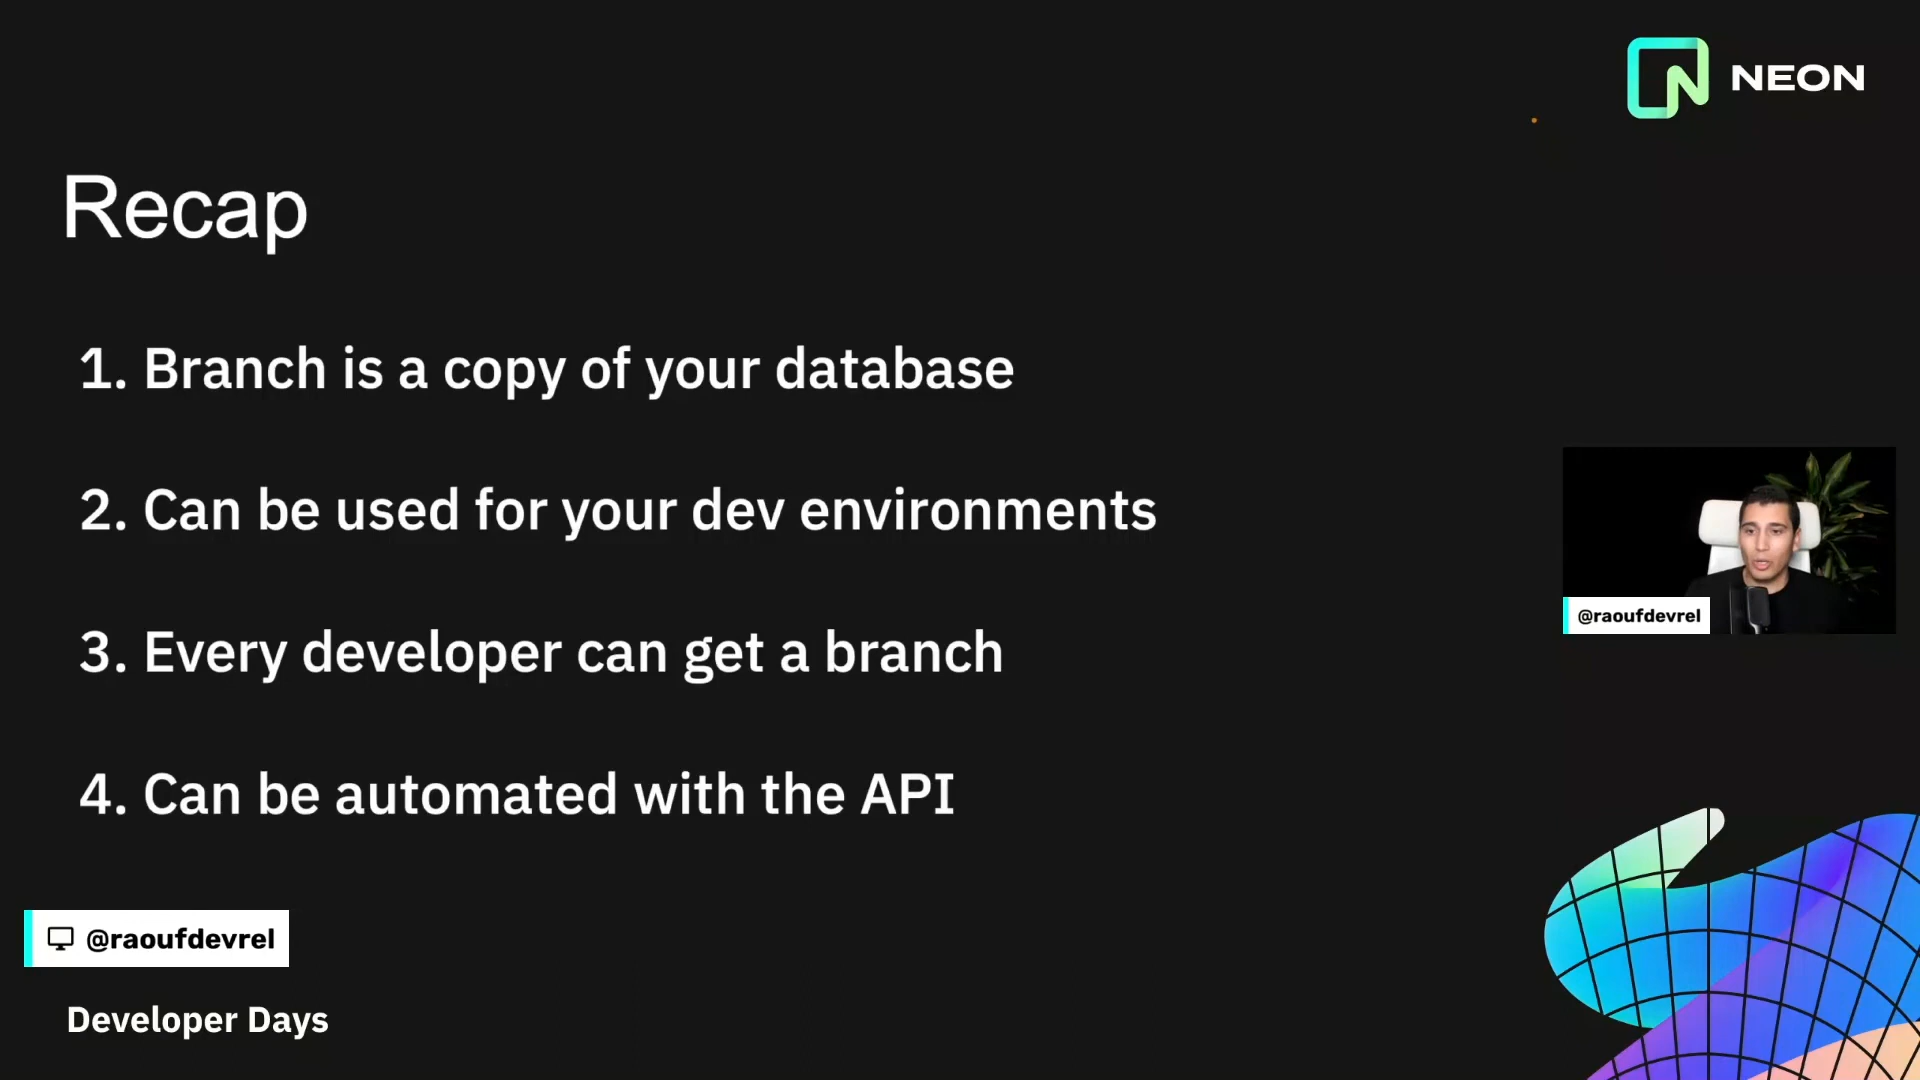 NEON
Recap
1. Branch is a copy of your database
2. Can be used for your dev environments
3. Every developer can get a branch
4. Can be automated with the API
@raoufdevrel
@raoufdevrel
Developer Days